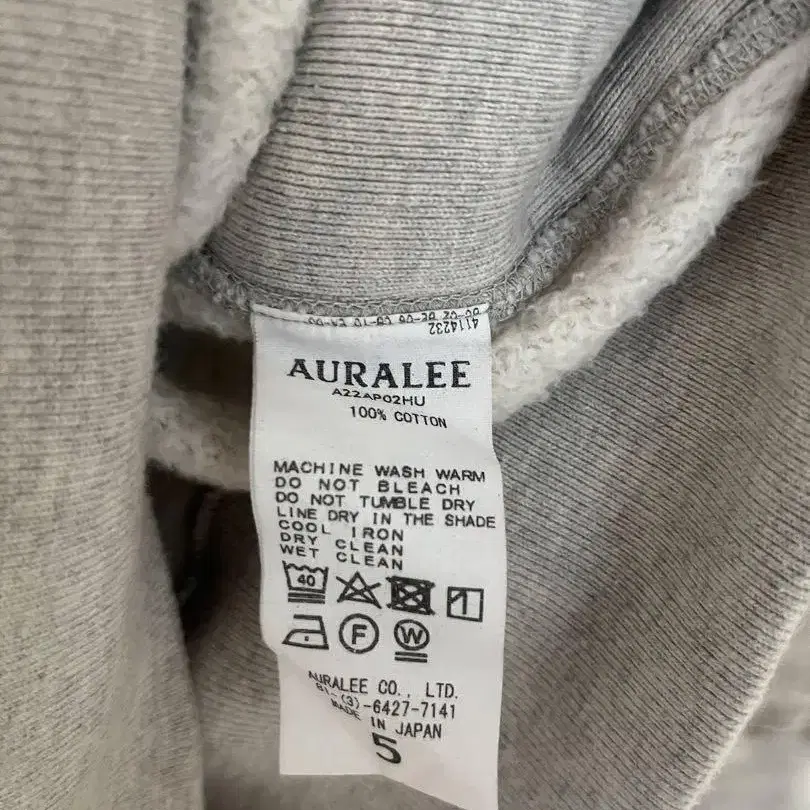 4114232
AURALEE
A22AP02HU
100% COTTON
MACHINE WASH WARM
DO NOT BLEACH
DO NOT TUMBLE DRY
LINE DRY IN THE SHADE
COOL IRON
DRY CLEAN
WET CLEAN
40
F
W
AURALEE CO., LTD.
81-(3)-6427-7141
MADE IN JAPAN
5